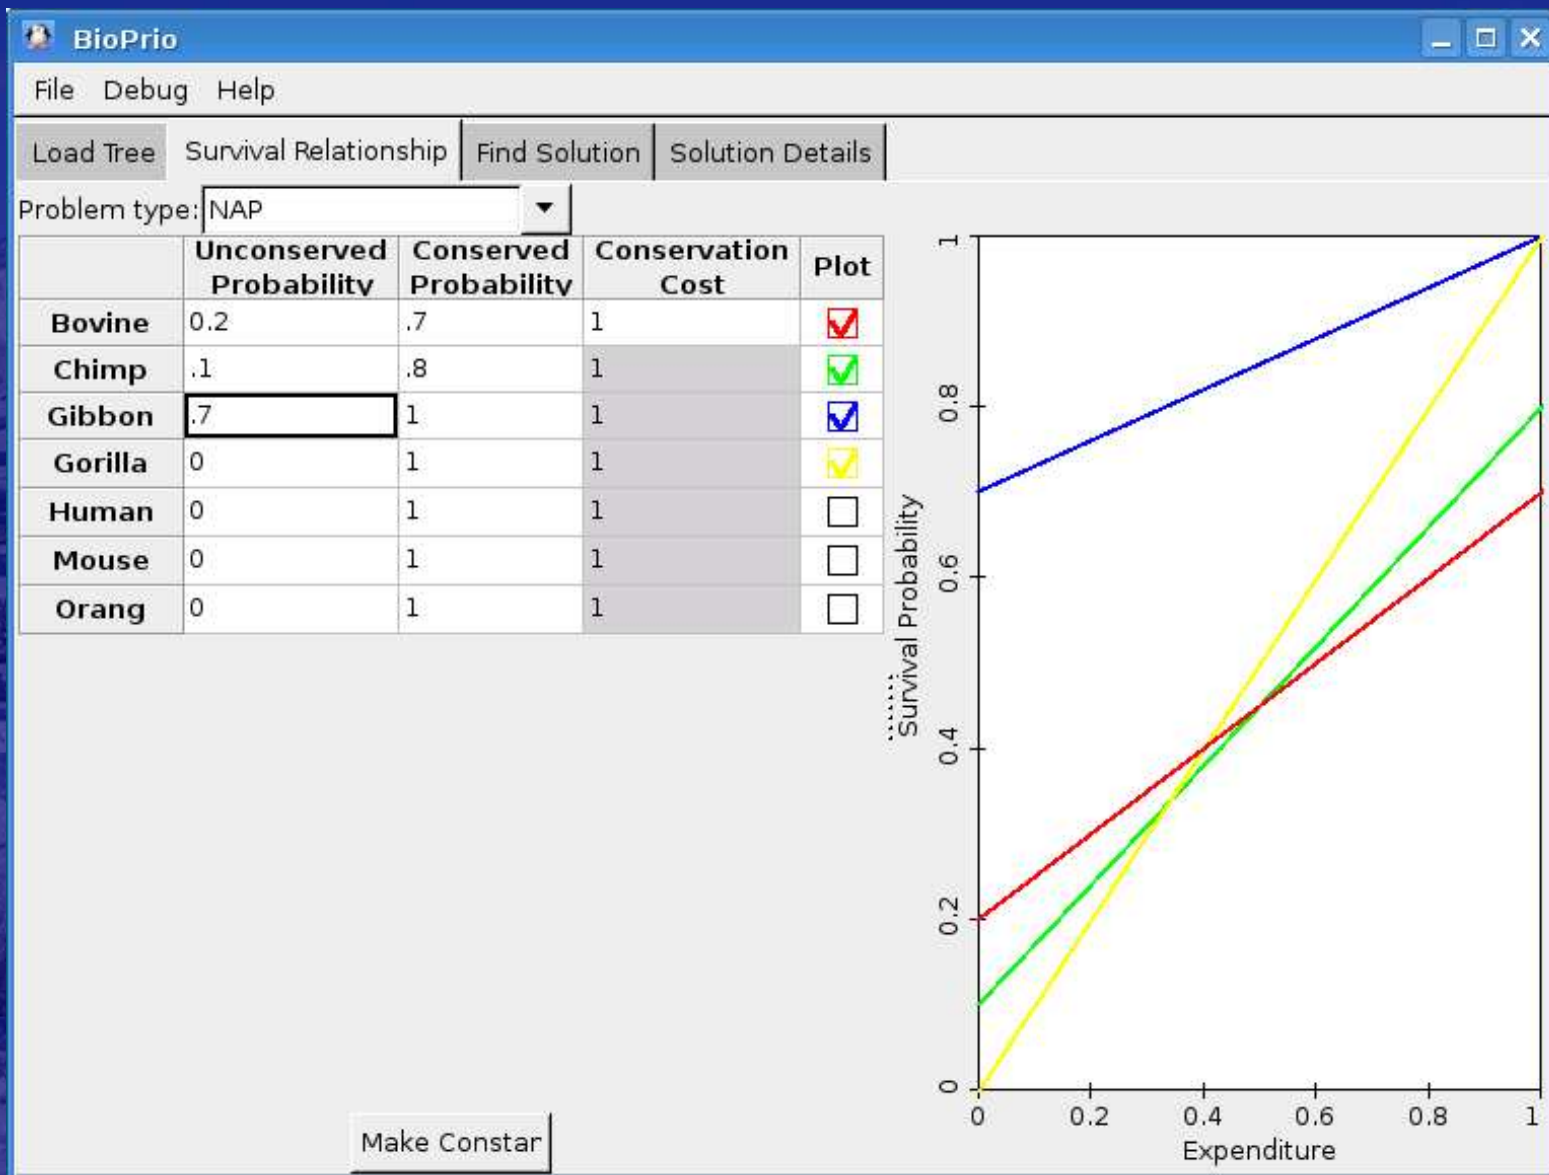 BioPrio
File Debug Help
Load Tree Survival Relationship Find Solution Solution Details
Problem type: NAP
Unconserved Probability Conserved Probability Conservation Cost Plot
Bovine 0.2 .7 1
Chimp .1 .8 1
Gibbon .7 1 1
Gorilla 0 1 1
Human 0 1 1
Mouse 0 1 1
Orang 0 1 1
Make Constar
Survival Probability
1
0.8
0.6
0.4
0.2
0
0 0.2 0.4 0.6 0.8 1
Expenditure